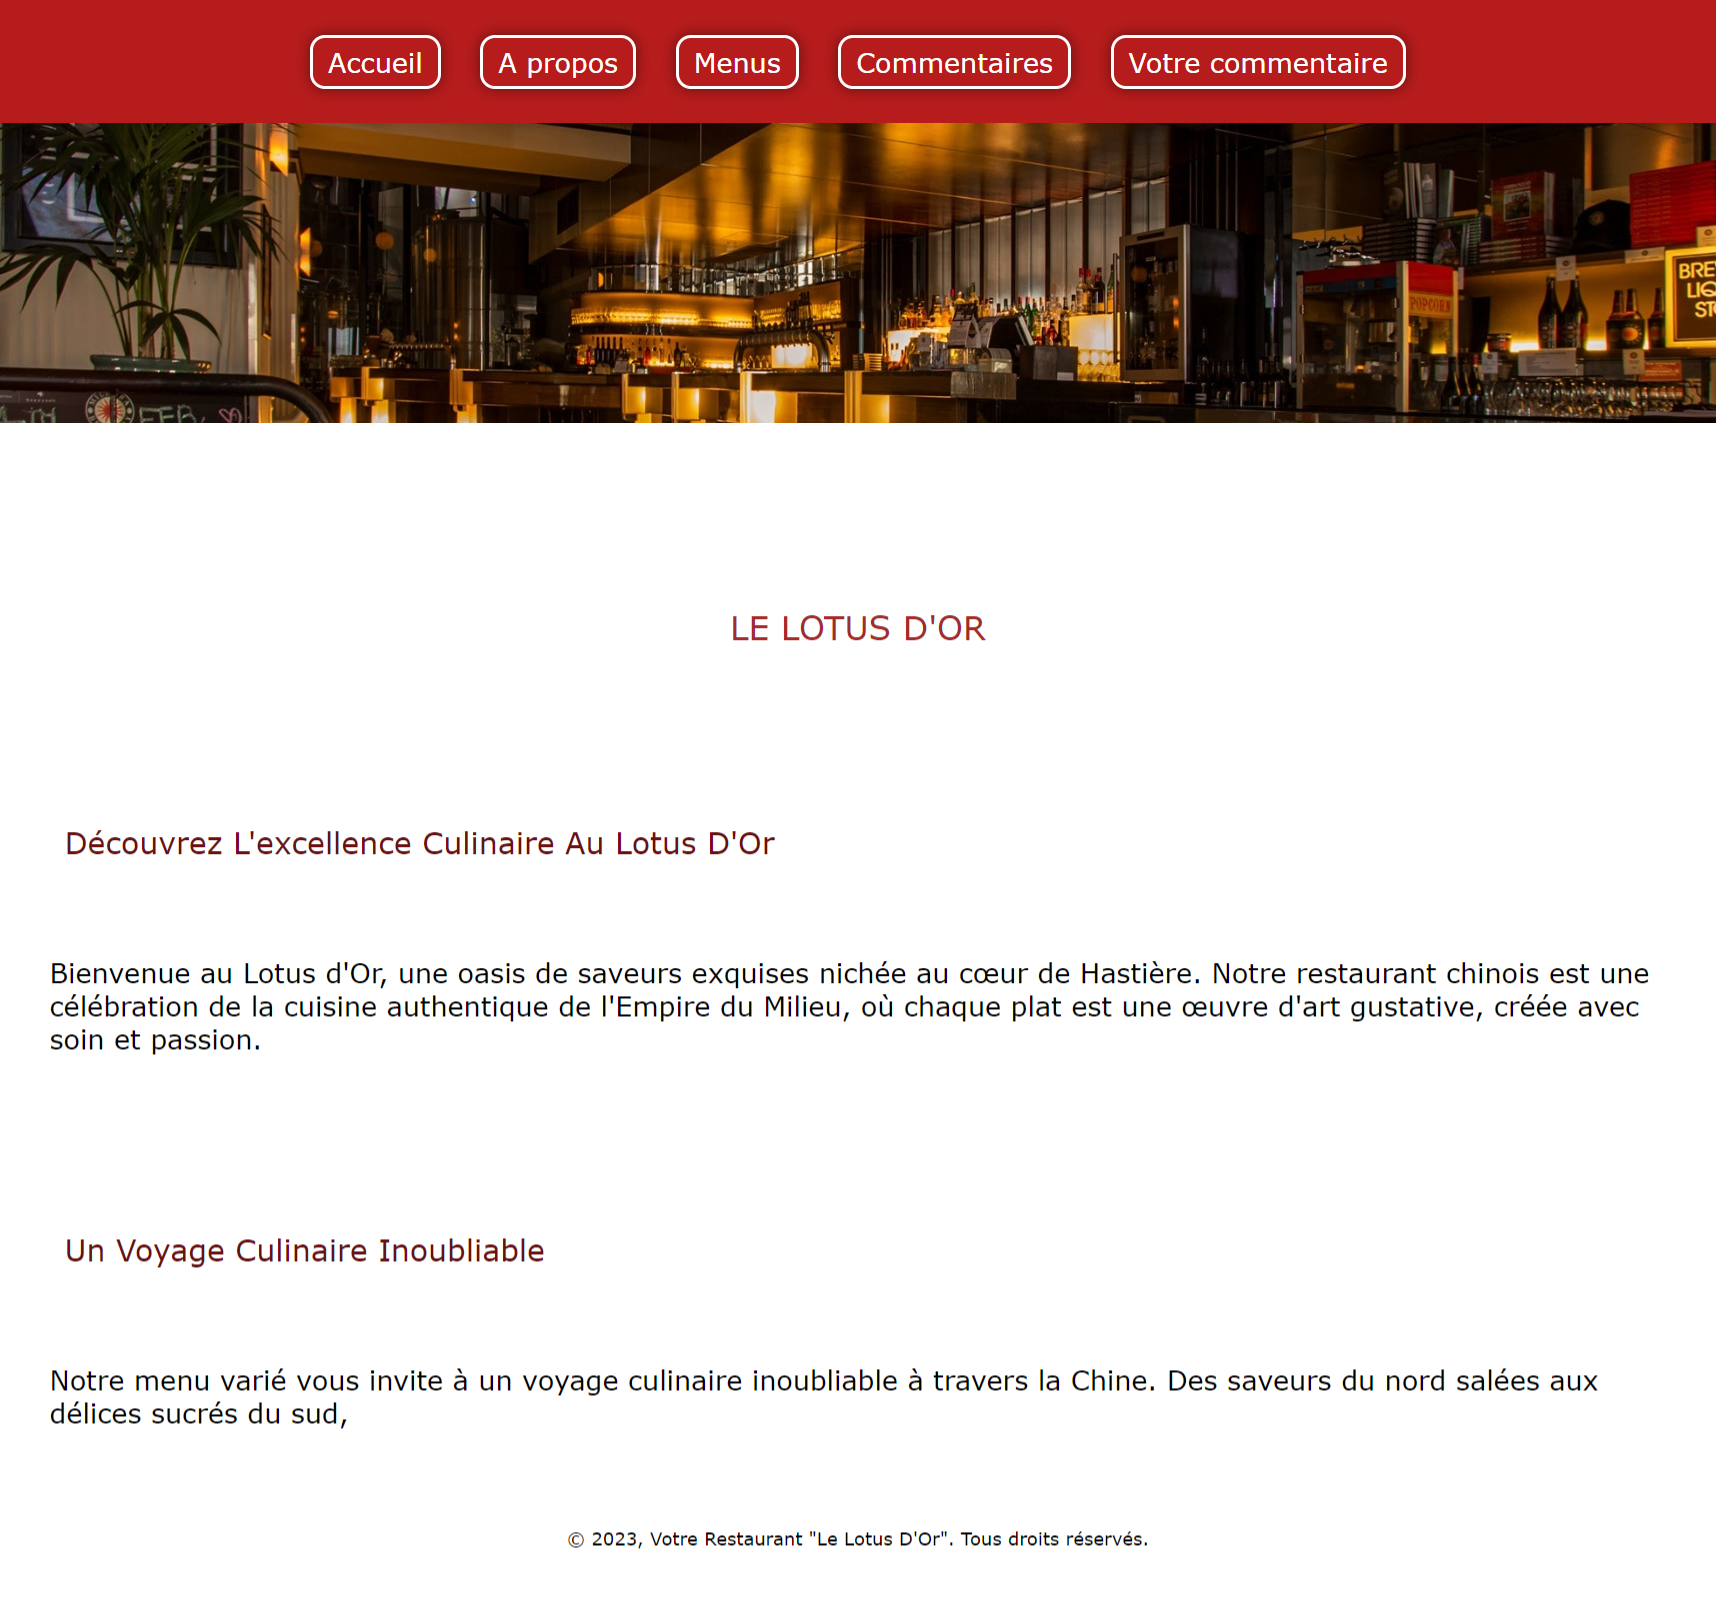 Accueil
A propos
Menus
Commentaires
Votre commentaire
POPCORN
LE LOTUS D'OR
Découvrez L'excellence Culinaire Au Lotus D'Or
Bienvenue au Lotus d'Or, une oasis de saveurs exquises nichée au cœur de Hastière. Notre restaurant chinois est une
célébration de la cuisine authentique de l'Empire du Milieu, où chaque plat est une œuvre d'art gustative, créée avec
soin et passion.
Un Voyage Culinaire Inoubliable
Notre menu varié vous invite à un voyage culinaire inoubliable à travers la Chine. Des saveurs du nord salées aux
délices sucrés du sud,
© 2023, Votre Restaurant "Le Lotus D'Or". Tous droits réservés.